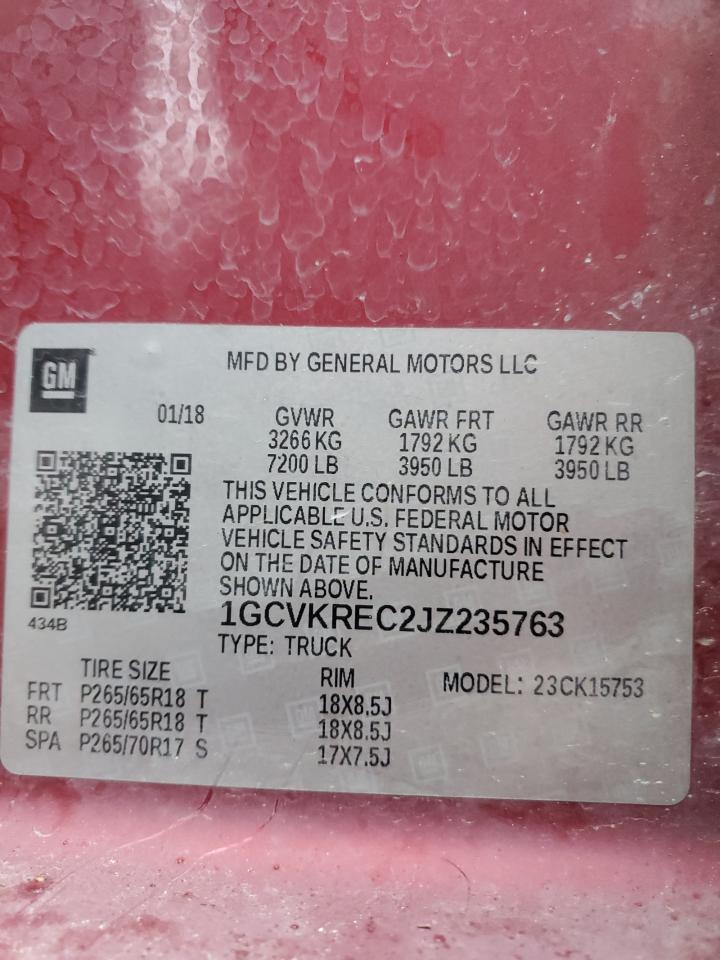 GM
MFD BY GENERAL MOTORS LLC
01/18
GVWR GAWR FRT GAWR RR
3266 KG 1792 KG 1792 KG
7200 LB 3950 LB 3950 LB
THIS VEHICLE CONFORMS TO ALL
APPLICABLE U.S. FEDERAL MOTOR
VEHICLE SAFETY STANDARDS IN EFFECT
ON THE DATE OF MANUFACTURE
SHOWN ABOVE.
434B
1GCVKREC2JZ235763
TYPE: TRUCK
TIRE SIZE RIM MODEL: 23CK15753
FRT P265/65R18 T 18X8.5J
RR P265/65R18 T 18X8.5J
SPA P265/70R17 S 17X7.5J